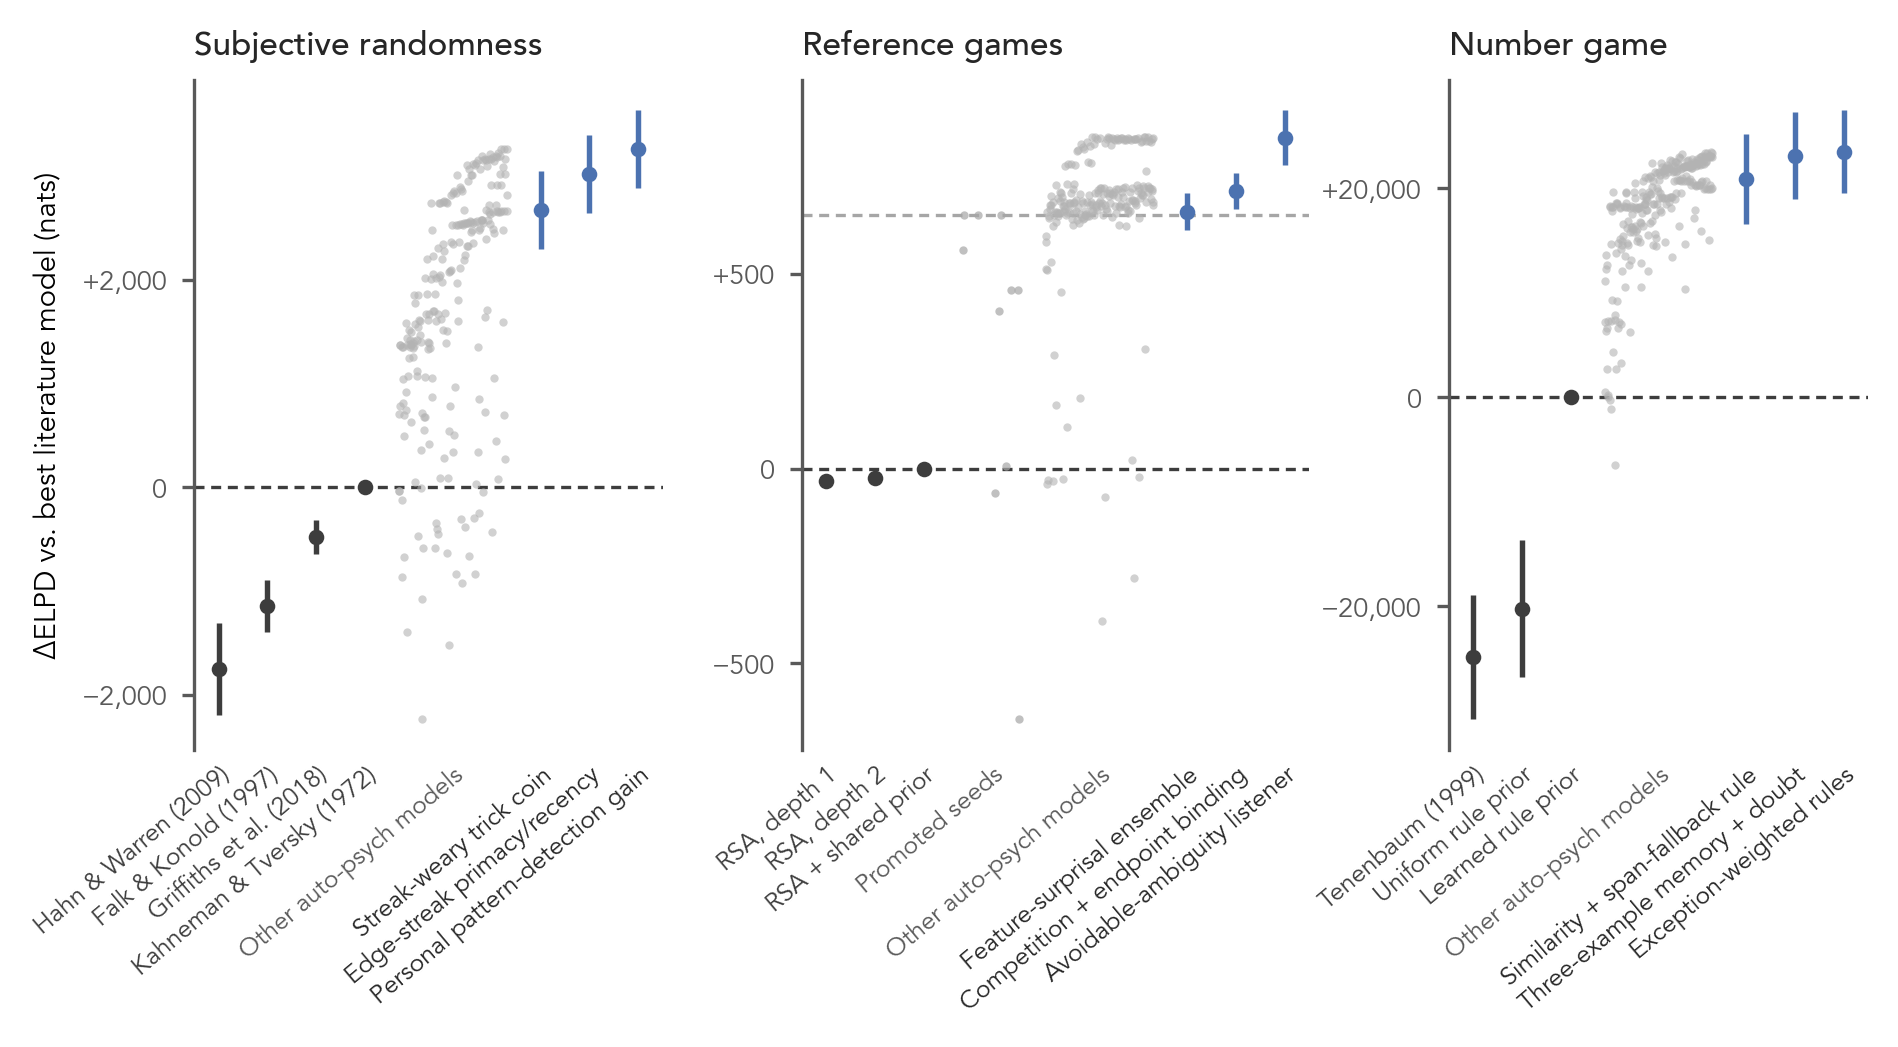 Subjective randomness
Reference games
Number game
ΔELPD vs. best literature model (nats)
+2,000
0
−2,000
Hahn & Warren (2009)
Falk & Konold (1997)
Griffiths et al. (2018)
Kahneman & Tversky (1972)
Other auto-psych models
Streak-weary trick coin
Edge-streak primacy/recency
Personal pattern-detection gain
+500
0
−500
RSA, depth 1
RSA, depth 2
RSA + shared prior
Promoted seeds
Other auto-psych models
Feature-surprisal ensemble
Competition + endpoint binding
Avoidable-ambiguity listener
+20,000
0
−20,000
Tenenbaum (1999)
Uniform rule prior
Learned rule prior
Other auto-psych models
Similarity + span-fallback rule
Three-example memory + doubt
Exception-weighted rules